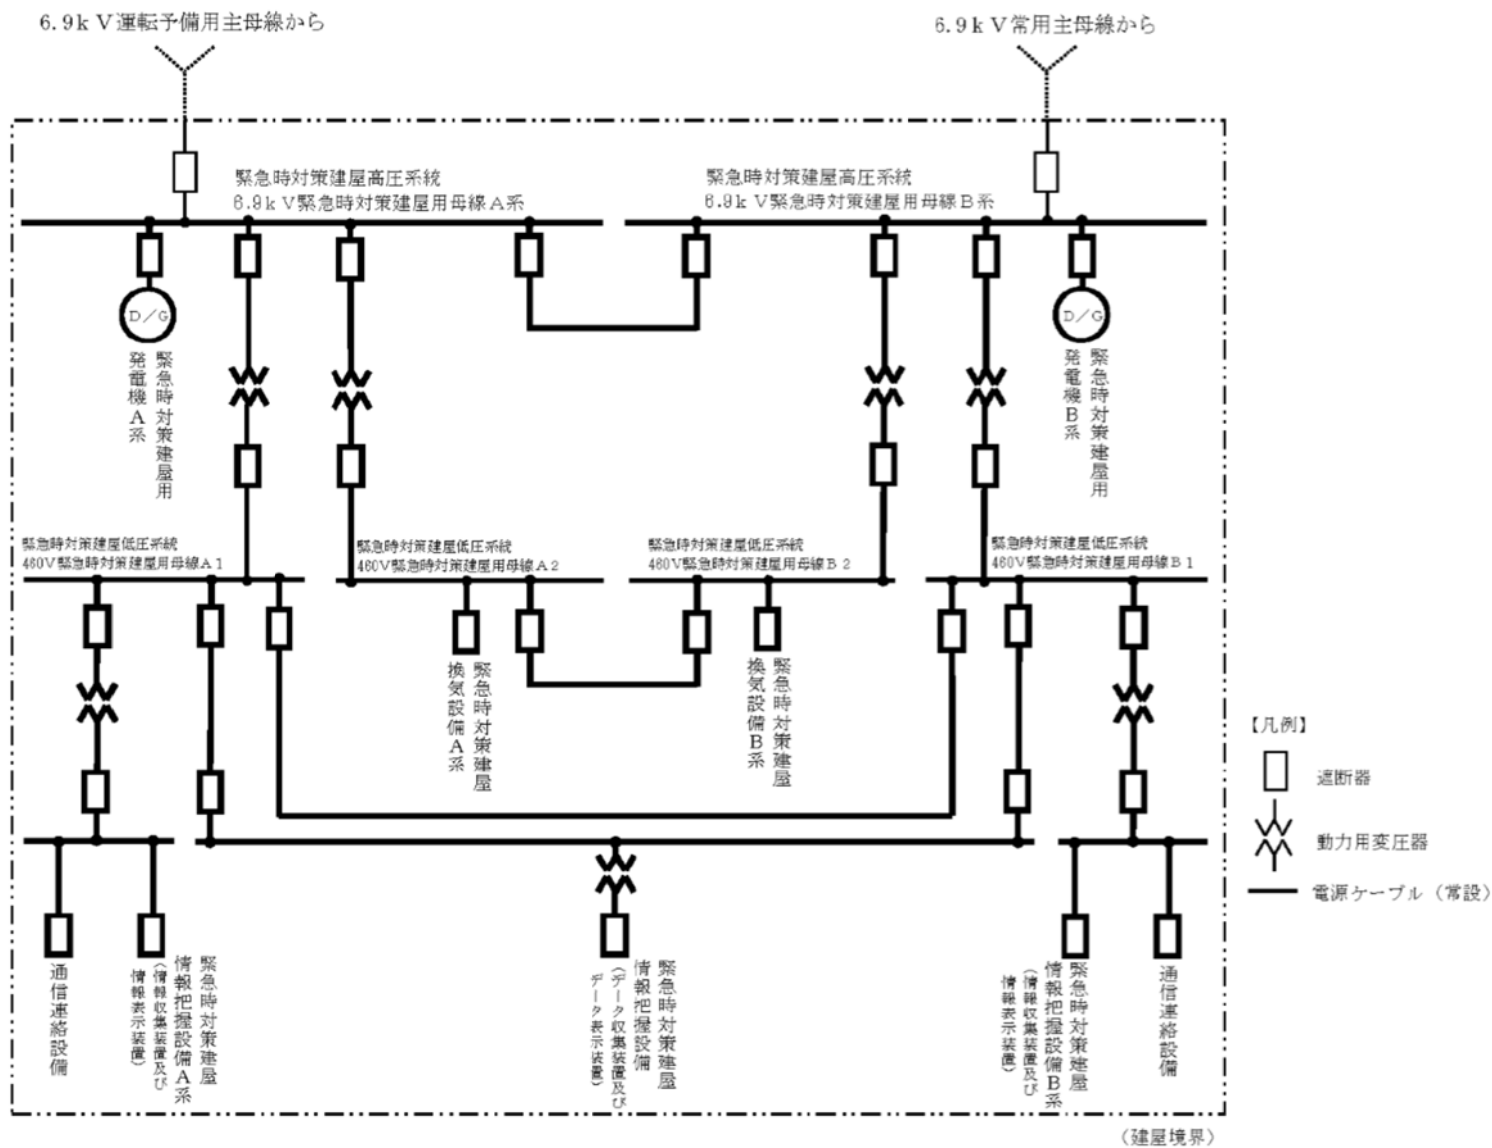 6.9kV運転予備用主母線から
6.9kV常用主母線から
緊急時対策建屋高圧系統
6.9kV緊急時対策建屋用母線A系
緊急時対策建屋高圧系統
6.9kV緊急時対策建屋用母線B系
D/G
緊急時対策建屋用
発電機A系
D/G
緊急時対策建屋用
発電機B系
緊急時対策建屋低圧系統
460V緊急時対策建屋用母線A1
緊急時対策建屋低圧系統
460V緊急時対策建屋用母線A2
緊急時対策建屋低圧系統
460V緊急時対策建屋用母線B2
緊急時対策建屋低圧系統
460V緊急時対策建屋用母線B1
緊急時対策建屋
換気設備A系
緊急時対策建屋
換気設備B系
【凡例】
遮断器
動力用変圧器
電源ケーブル(常設)
通信連絡設備
緊急時対策建屋
情報把握設備A系
(情報収集装置及び
情報表示装置)
緊急時対策建屋
情報把握設備
(データ収集装置及び
データ表示装置)
緊急時対策建屋
情報把握設備B系
(情報収集装置及び
情報表示装置)
通信連絡設備
(建屋境界)